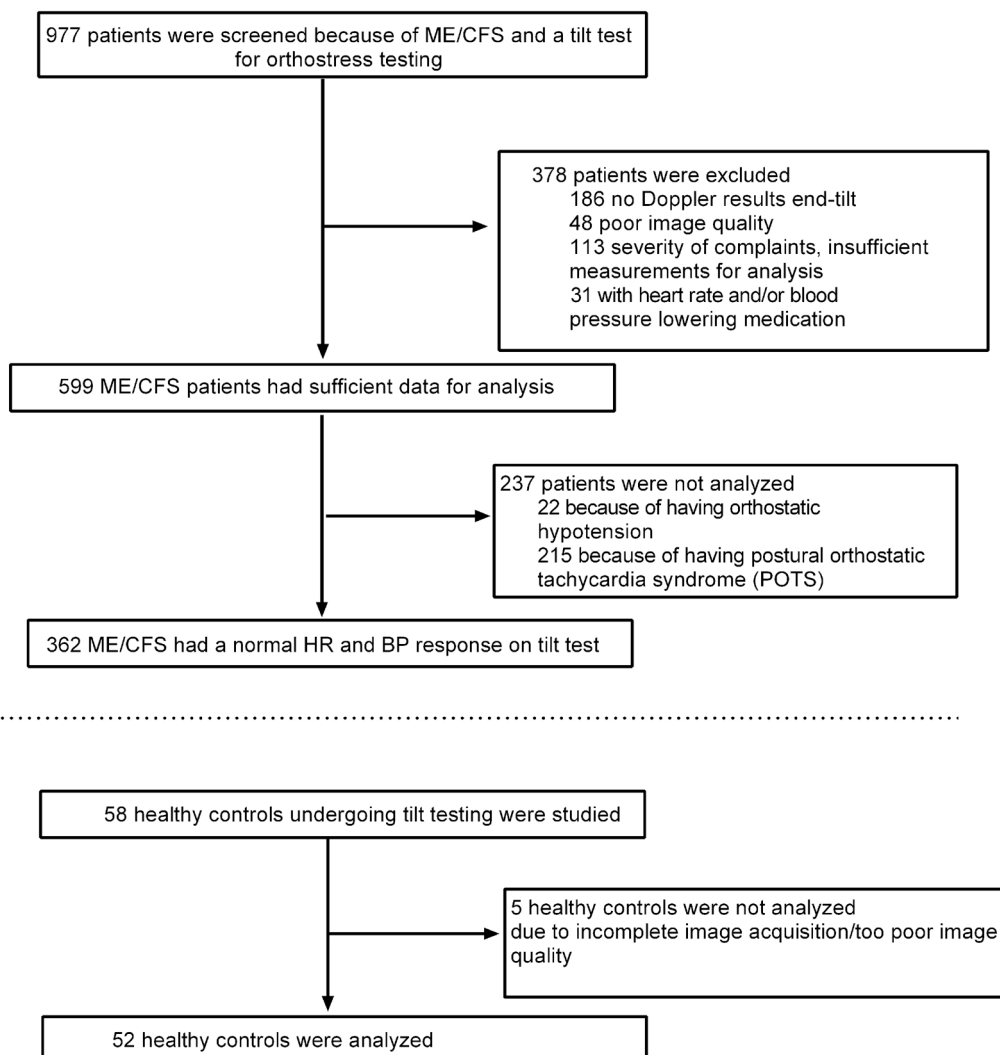 977 patients were screened because of ME/CFS and a tilt test
for orthostress testing
378 patients were excluded
186 no Doppler results end-tilt
48 poor image quality
113 severity of complaints, insufficient
measurements for analysis
31 with heart rate and/or blood
pressure lowering medication
599 ME/CFS patients had sufficient data for analysis
237 patients were not analyzed
22 because of having orthostatic
hypotension
215 because of having postural orthostatic
tachycardia syndrome (POTS)
362 ME/CFS had a normal HR and BP response on tilt test
58 healthy controls undergoing tilt testing were studied
5 healthy controls were not analyzed
due to incomplete image acquisition/too poor image
quality
52 healthy controls were analyzed